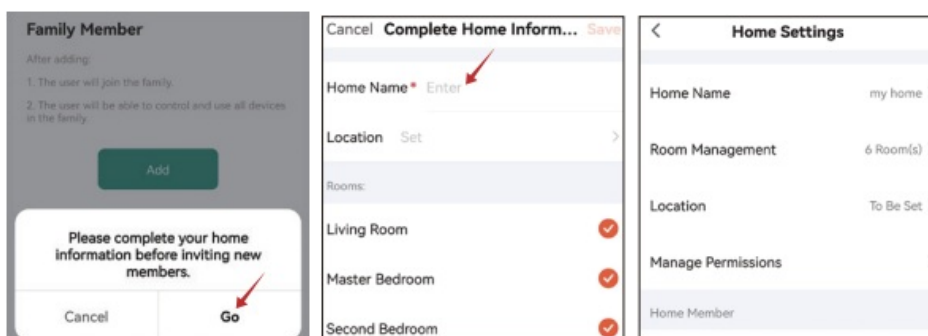 Family Member
After adding:
1. The user will join the family.
2. The user will be able to control and use all devices
in the family.
Add
Please complete your home
information before inviting new
members.
Cancel
Go
Cancel Complete Home Inform... Save
Home Name* Enter
Location Set
Rooms:
Living Room
Master Bedroom
Second Bedroom
Home Settings
Home Name my home
Room Management 6 Room(s)
Location To Be Set
Manage Permissions
Home Member